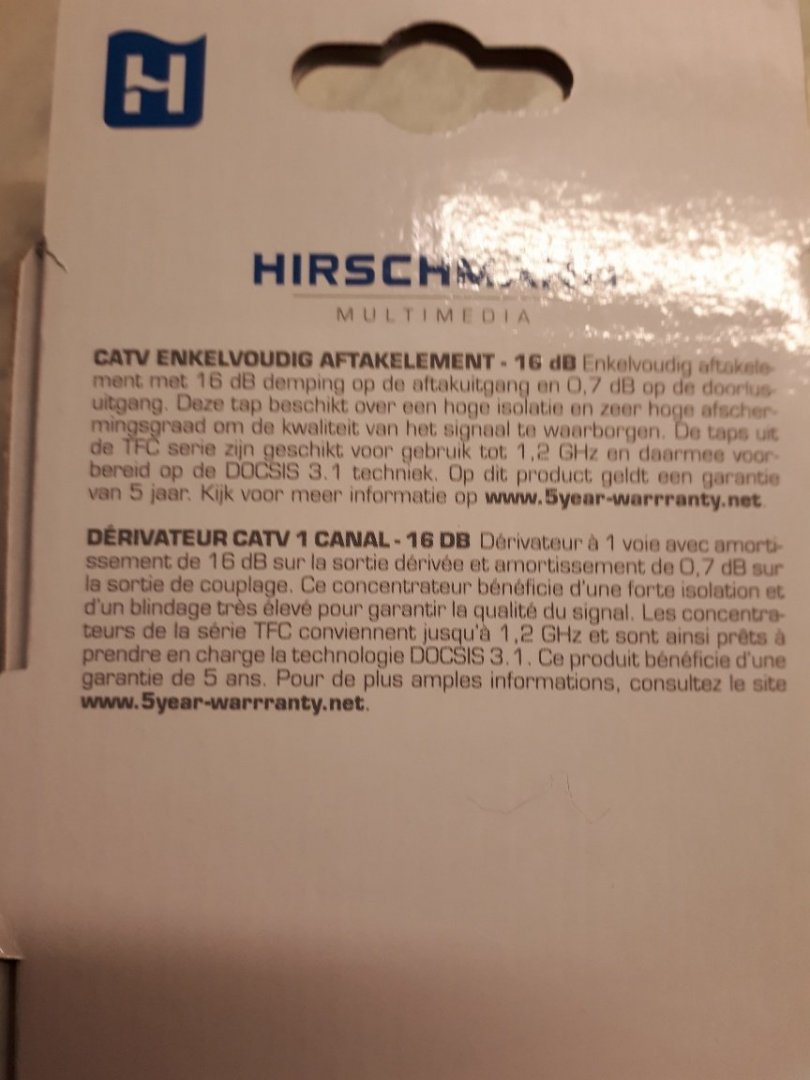 H
HIRSCHMANN
MULTIMEDIA
CATV ENKELVOUDIG AFTAKELEMENT - 16 dB Enkelvoudig aftakele-
ment met 16 dB demping op de aftakuitgang en 0,7 dB op de doorlus-
uitgang. Deze tap beschikt over een hoge isolatie en zeer hoge afscher-
mingsgraad om de kwaliteit van het signaal te waarborgen. De taps uit
de TFC serie zijn geschikt voor gebruik tot 1,2 GHz en daarmee voor-
bereid op de DOCSIS 3.1 techniek. Op dit product geldt een garantie
van 5 jaar. Kijk voor meer informatie op www.5year-warrranty.net.
DÉRIVATEUR CATV 1 CANAL - 16 DB Dérivateur à 1 voie avec amorti-
ssement de 16 dB sur la sortie dérivée et amortissement de 0,7 dB sur
la sortie de couplage. Ce concentrateur bénéficie d'une forte isolation et
d'un blindage très élevé pour garantir la qualité du signal. Les concentra-
teurs de la série TFC conviennent jusqu'à 1,2 GHz et sont ainsi prêts à
prendre en charge la technologie DOCSIS 3.1. Ce produit bénéficie d'une
garantie de 5 ans. Pour de plus amples informations, consultez le site
www.5year-warrranty.net.